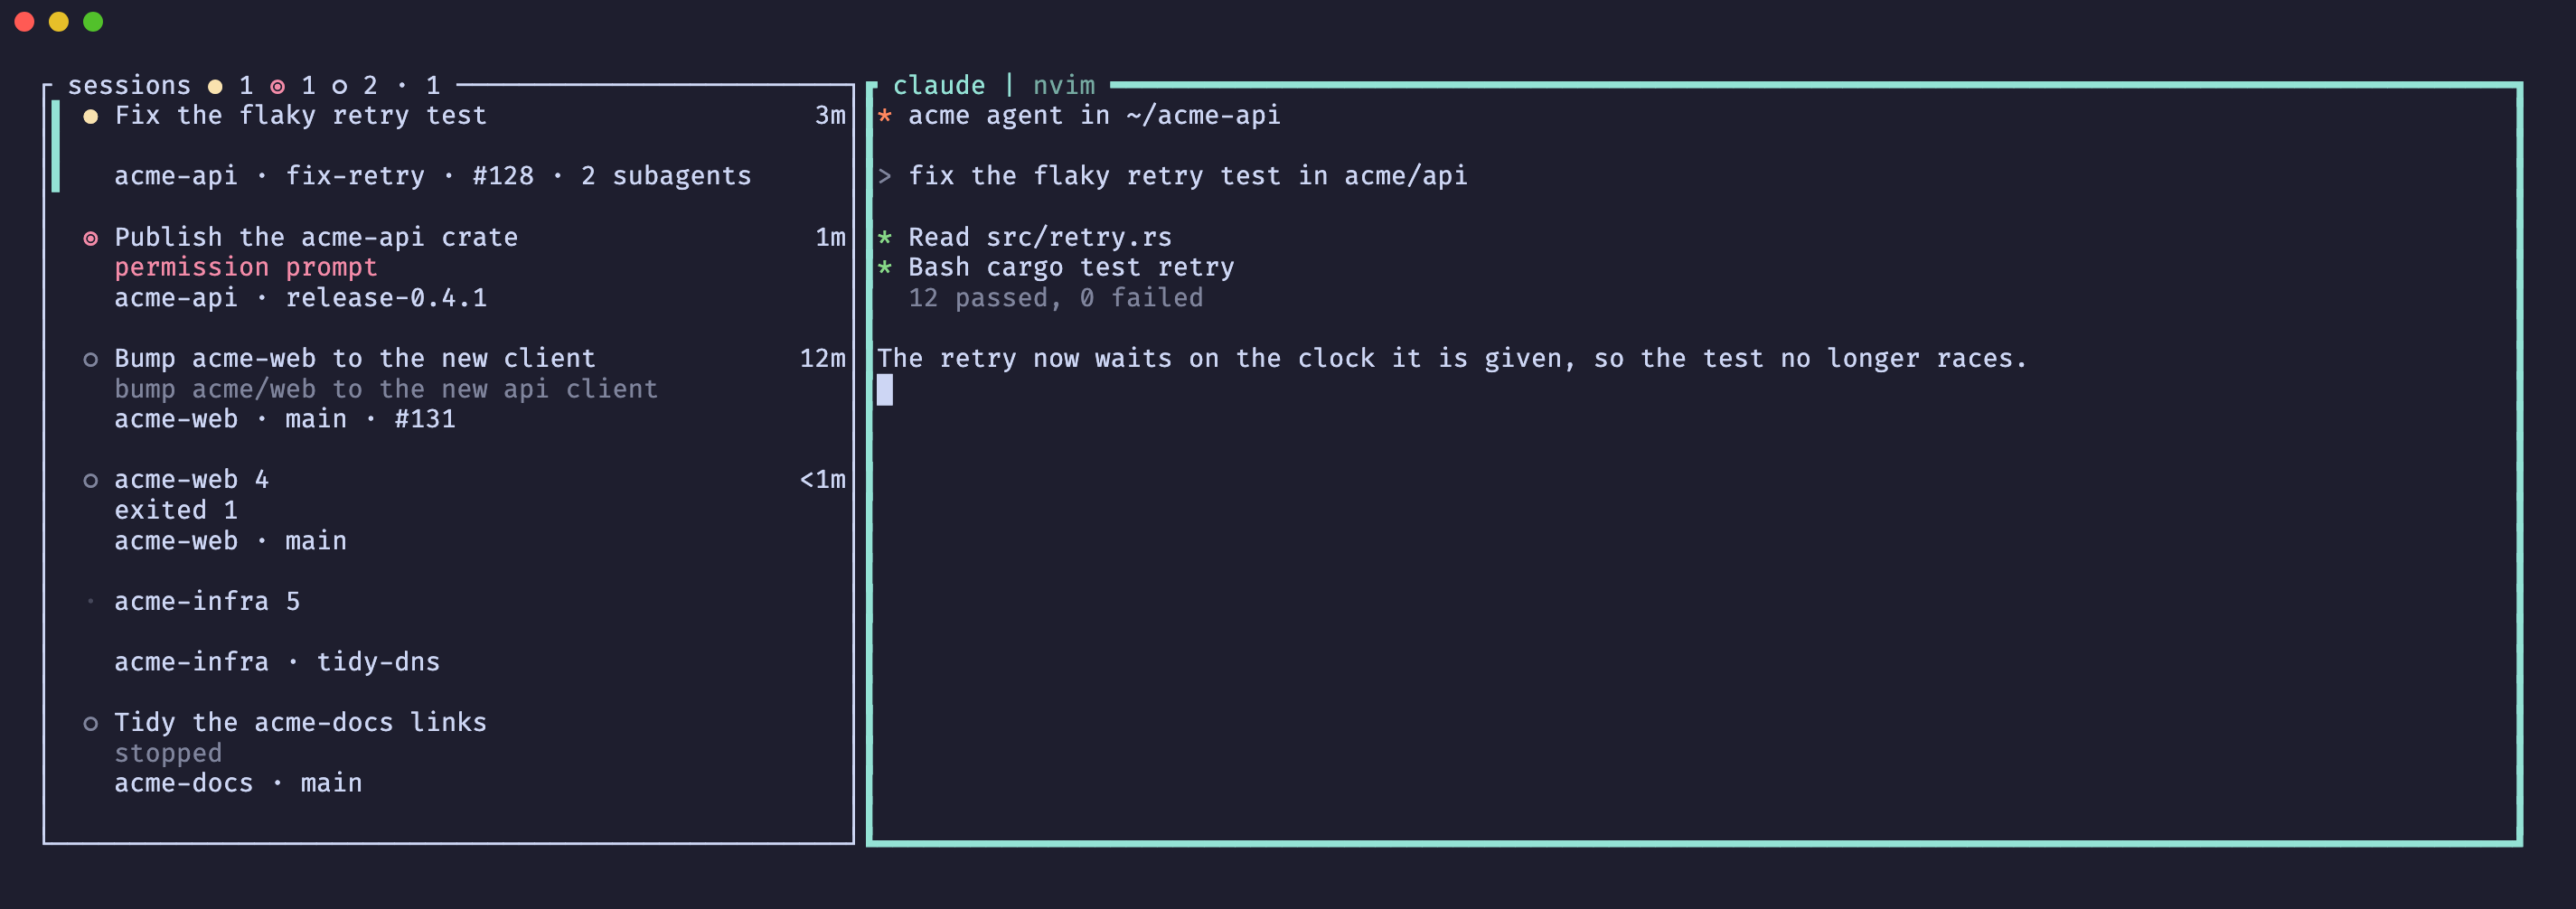 sessions ● 1 ◉ 1 ○ 2 · 1
● Fix the flaky retry test 3m
acme-api · fix-retry · #128 · 2 subagents
◉ Publish the acme-api crate 1m
permission prompt
acme-api · release-0.4.1
○ Bump acme-web to the new client 12m
bump acme/web to the new api client
acme-web · main · #131
○ acme-web 4 <1m
exited 1
acme-web · main
· acme-infra 5
acme-infra · tidy-dns
○ Tidy the acme-docs links
stopped
acme-docs · main
claude | nvim
* acme agent in ~/acme-api
> fix the flaky retry test in acme/api
* Read src/retry.rs
* Bash cargo test retry
12 passed, 0 failed
The retry now waits on the clock it is given, so the test no longer races.